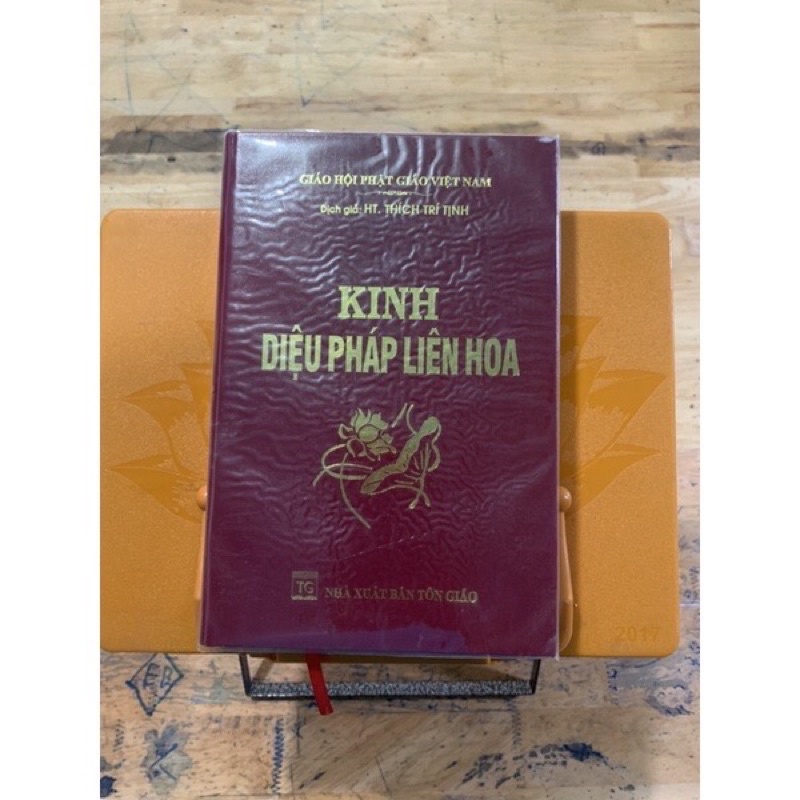 GIÁO HỘI PHẬT GIÁO VIỆT NAM
Dịch giả: HT. THÍCH TRÍ TỊNH
KINH
DIỆU PHÁP LIÊN HOA
TG
NHÀ XUẤT BẢN TÔN GIÁO
2017